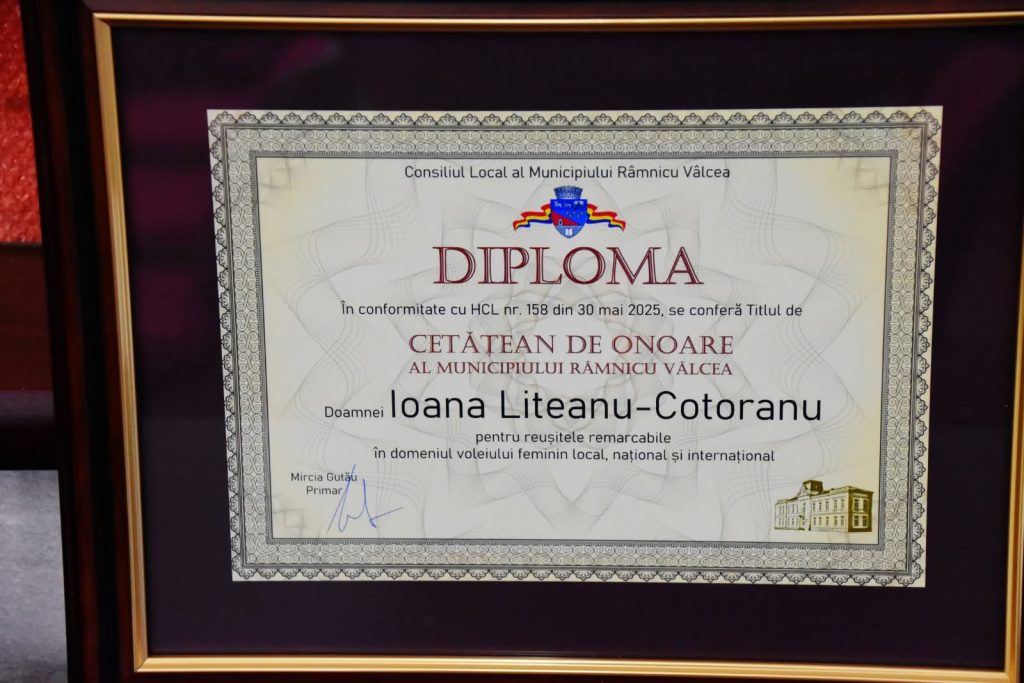 Consiliul Local al Municipiului Râmnicu Vâlcea
DIPLOMA
În conformitate cu HCL nr. 158 din 30 mai 2025, se conferă Titlul de
CETĂȚEAN DE ONOARE
AL MUNICIPIULUI RÂMNICU VÂLCEA
Doamnei Ioana Liteanu-Cotoranu
pentru reușitele remarcabile
în domeniul voleiului feminin local, național și internațional
Mircia Gutău
Primar